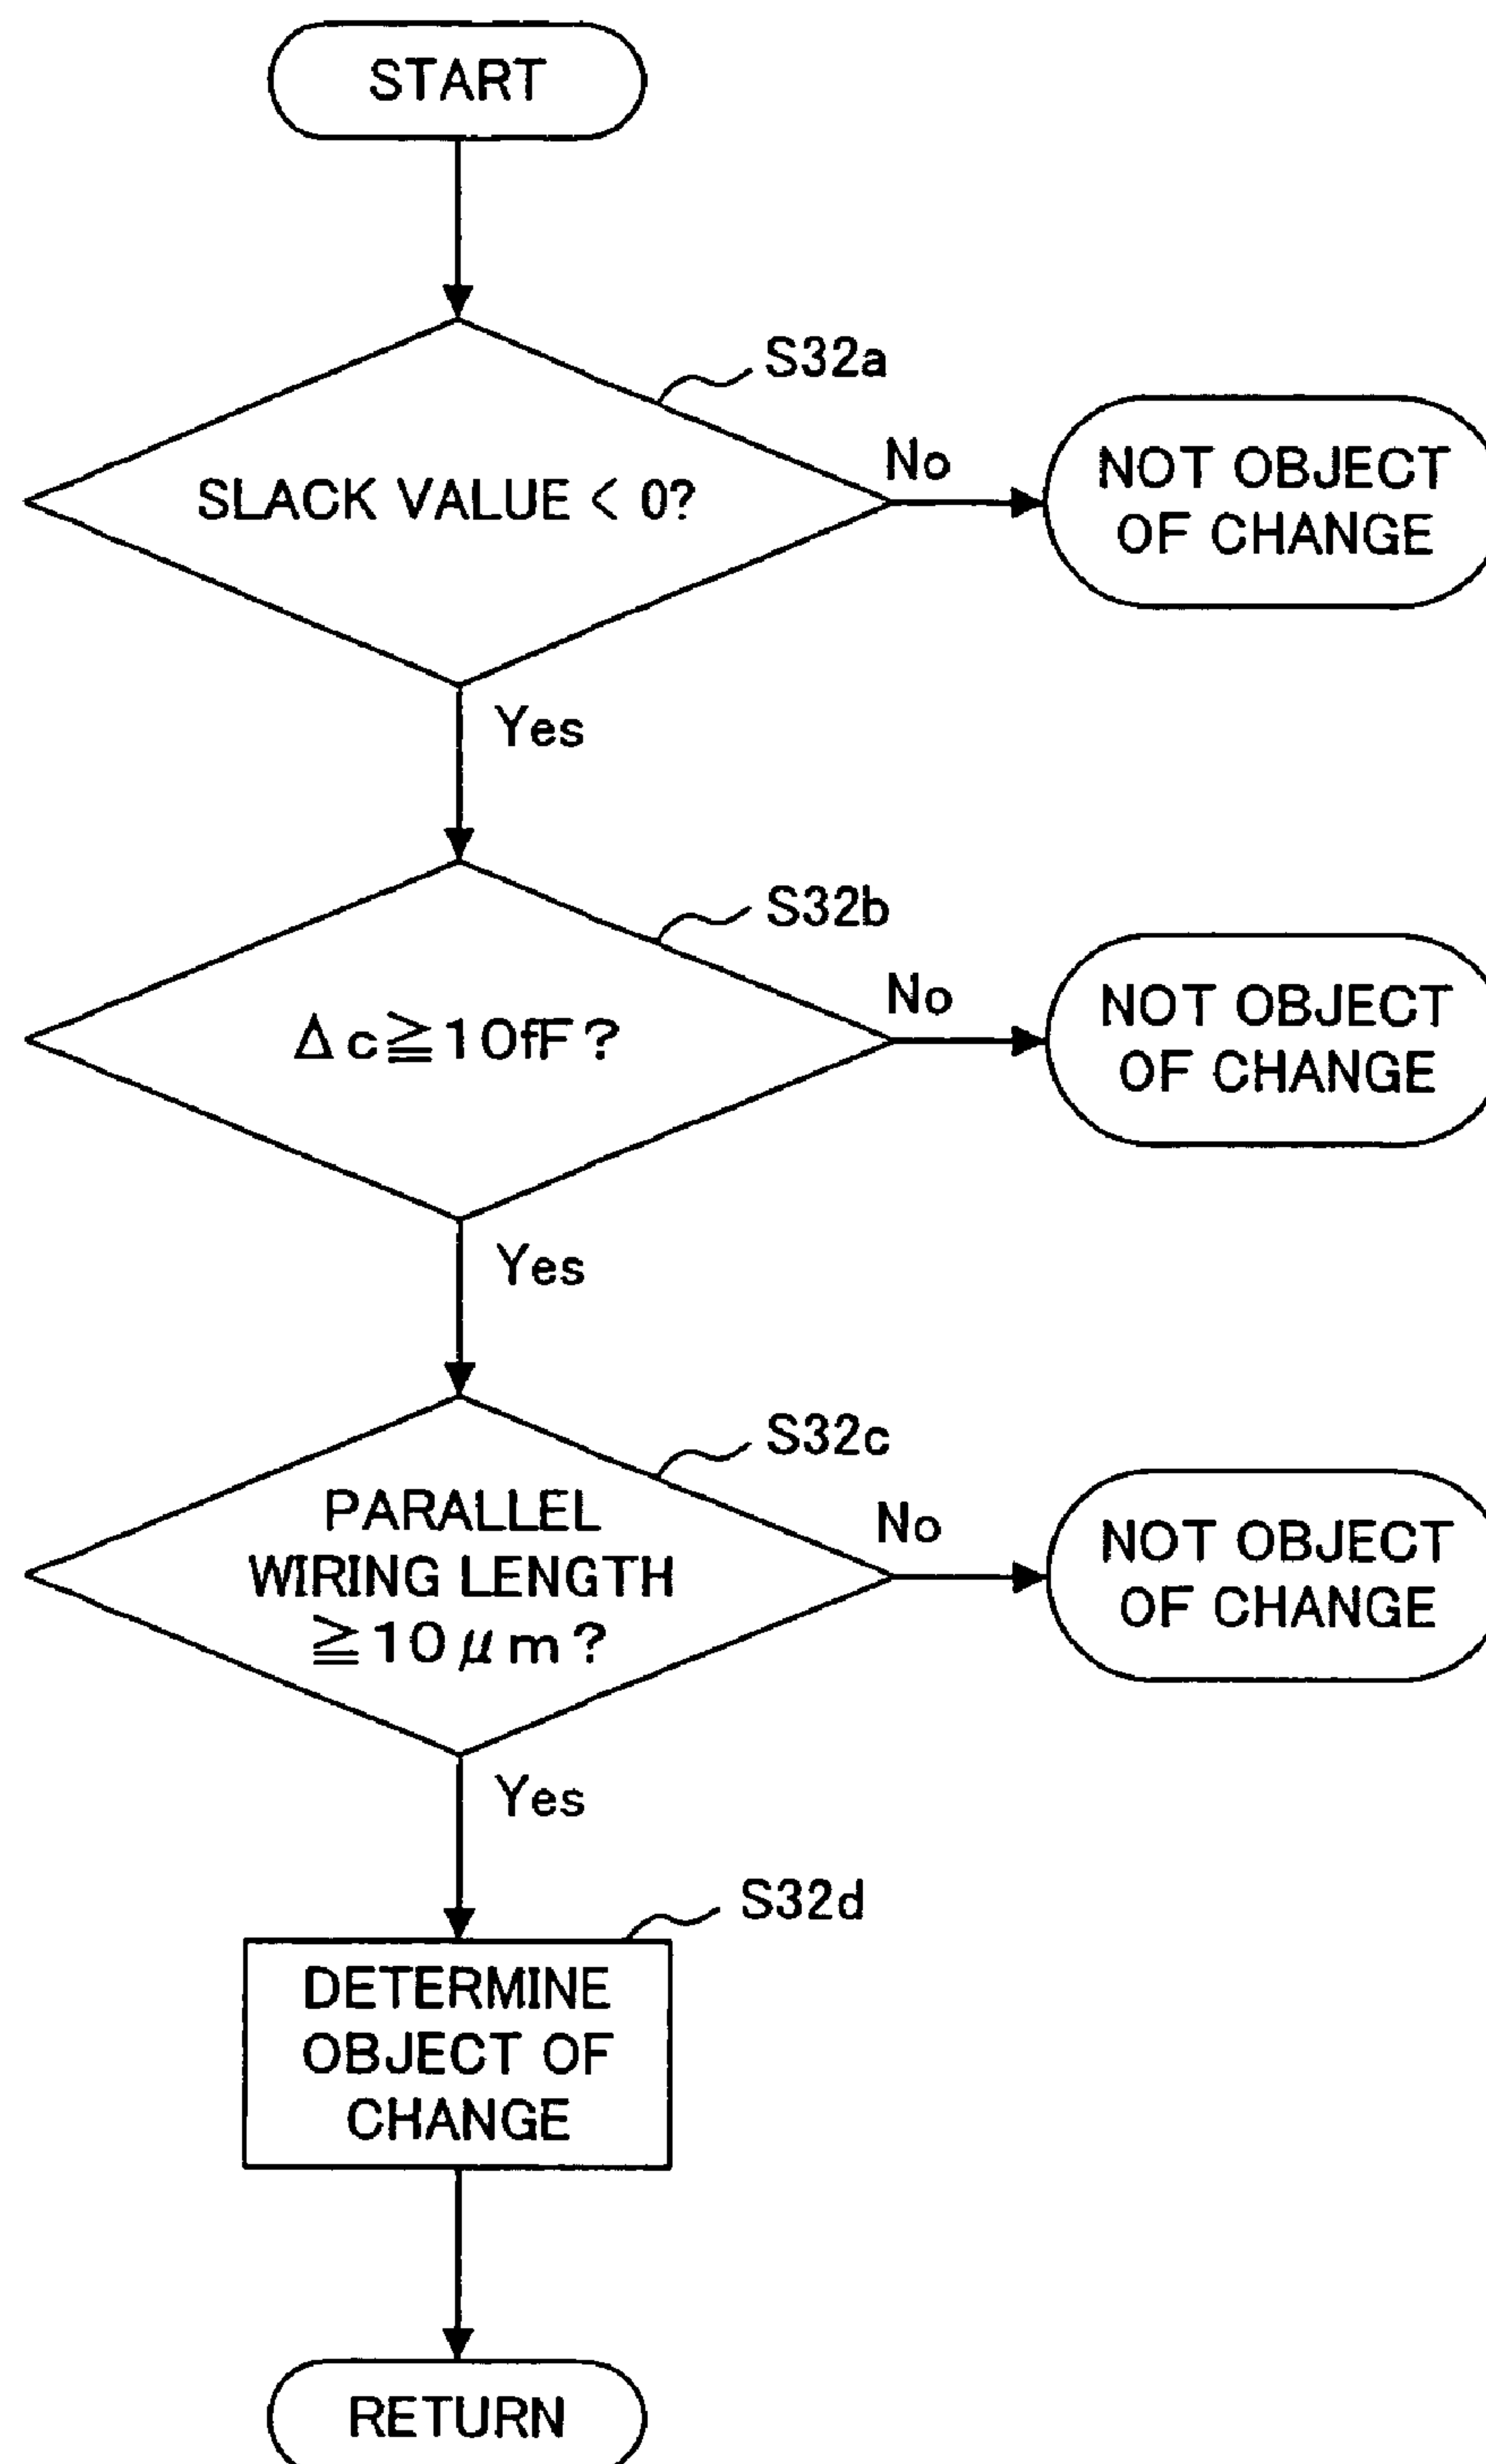 START
S32a
SLACK VALUE < 0?
No
NOT OBJECT
OF CHANGE
Yes
S32b
Δc≧10fF?
No
NOT OBJECT
OF CHANGE
Yes
S32c
PARALLEL
WIRING LENGTH
≧10μm?
No
NOT OBJECT
OF CHANGE
Yes
S32d
DETERMINE
OBJECT OF
CHANGE
RETURN